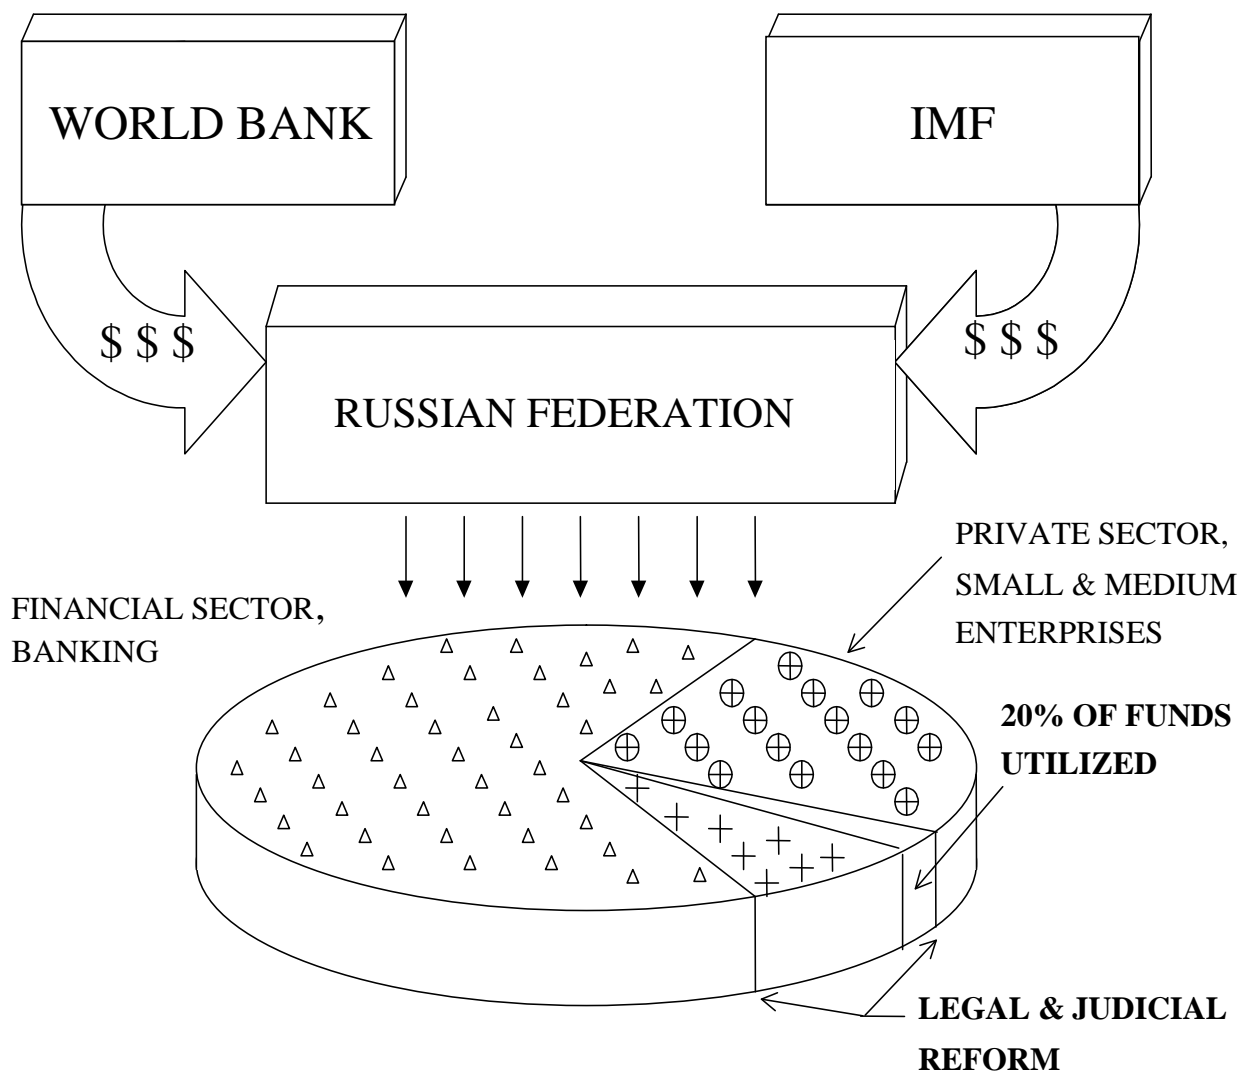 WORLD BANK
IMF
$ $ $
$ $ $
RUSSIAN FEDERATION
PRIVATE SECTOR,
SMALL & MEDIUM
ENTERPRISES
FINANCIAL SECTOR,
BANKING
20% OF FUNDS
UTILIZED
LEGAL & JUDICIAL
REFORM